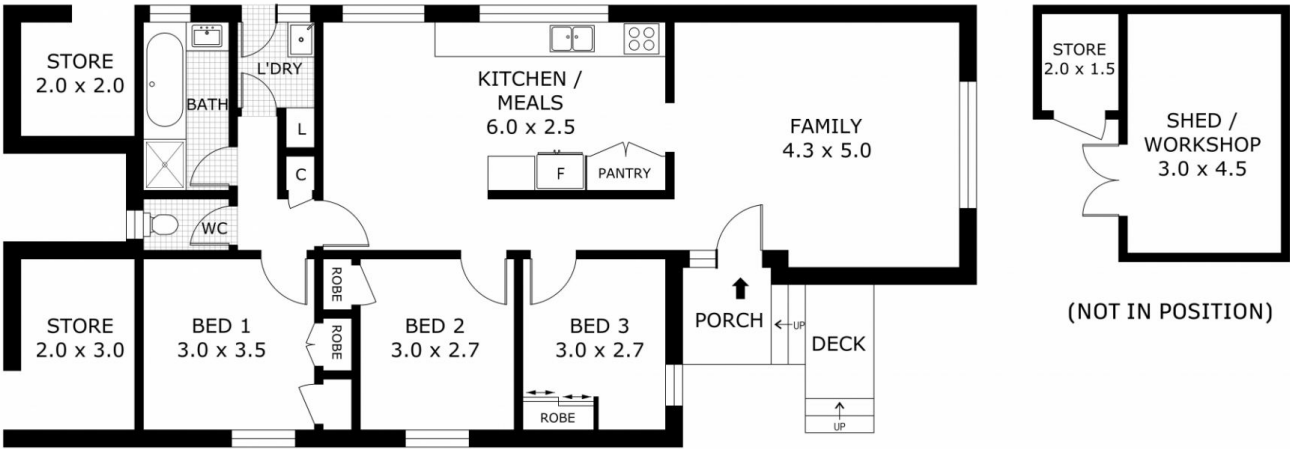 STORE
2.0 x 2.0
BATH
L'DRY
L
C
WC
KITCHEN /
MEALS
6.0 x 2.5
F
PANTRY
FAMILY
4.3 x 5.0
STORE
2.0 x 1.5
SHED /
WORKSHOP
3.0 x 4.5
STORE
2.0 x 3.0
BED 1
3.0 x 3.5
ROBE
ROBE
BED 2
3.0 x 2.7
BED 3
3.0 x 2.7
ROBE
PORCH
UP
DECK
UP
(NOT IN POSITION)